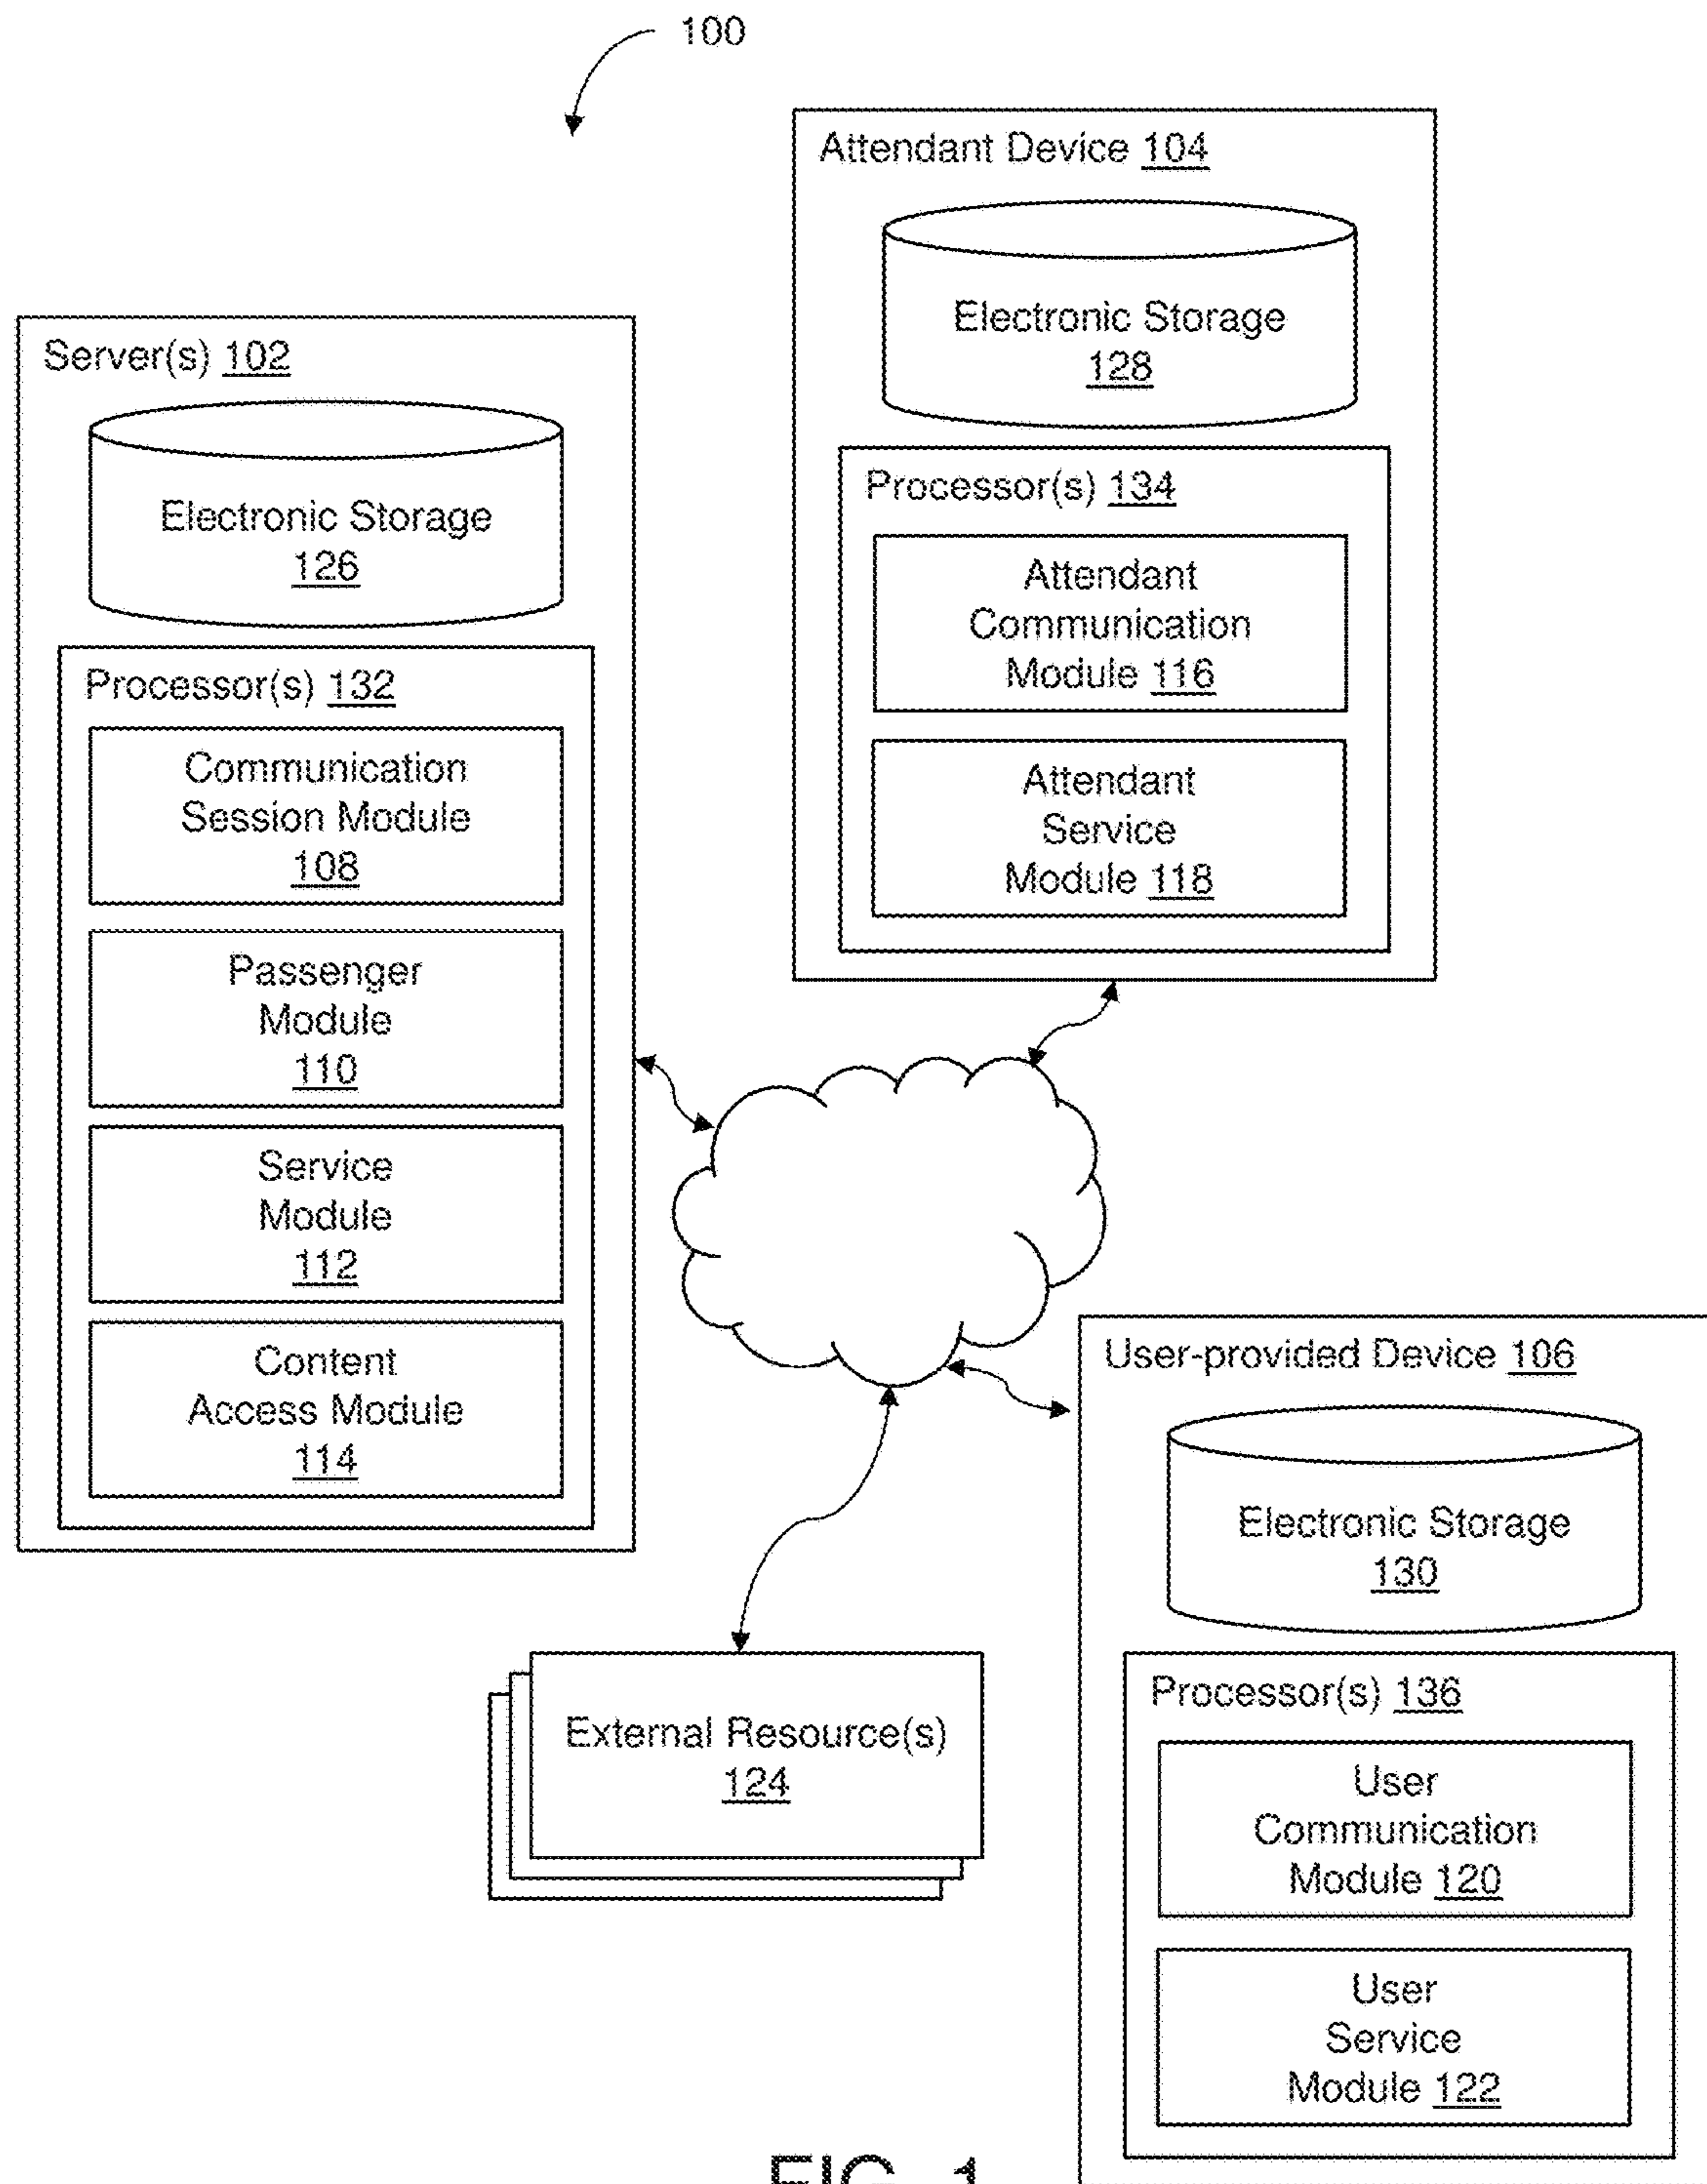 100
Attendant Device 104
Electronic Storage
128
Processor(s) 134
Attendant
Communication
Module 116
Attendant
Service
Module 118
Server(s) 102
Electronic Storage
126
Processor(s) 132
Communication
Session Module
108
Passenger
Module
110
Service
Module
112
Content
Access Module
114
User-provided Device 106
Electronic Storage
130
Processor(s) 136
User
Communication
Module 120
User
Service
Module 122
External Resource(s)
124
FIG. 1